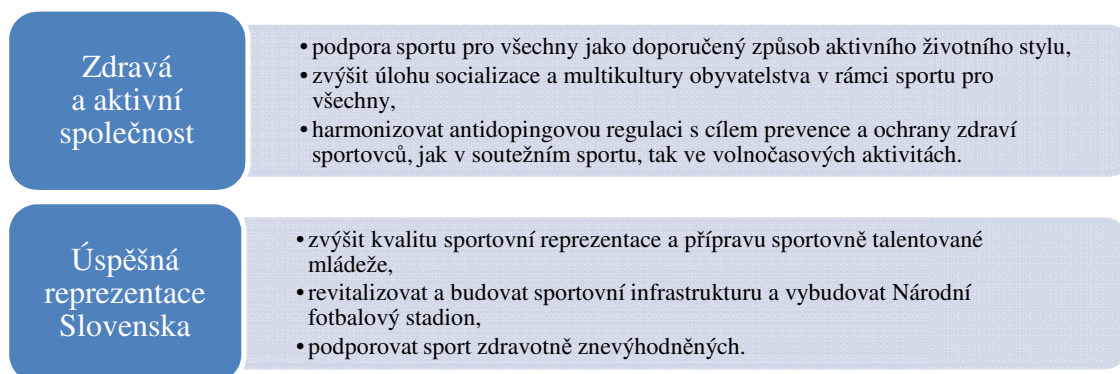 Zdravá
a aktivní
společnost
• podpora sportu pro všechny jako doporučený způsob aktivního životního stylu,
• zvýšit úlohu socializace a multikultury obyvatelstva v rámci sportu pro
všechny,
• harmonizovat antidopingovou regulaci s cílem prevence a ochrany zdraví
sportovců, jak v soutežním sportu, tak ve volnočasových aktivitách.
Úspěšná
reprezentace
Slovenska
• zvýšit kvalitu sportovní reprezentace a přípravu sportovně talentované
mládeže,
• revitalizovat a budovat sportovní infrastrukturu a vybudovat Národní
fotbalový stadion,
• podporovat sport zdravotně znevýhodněných.